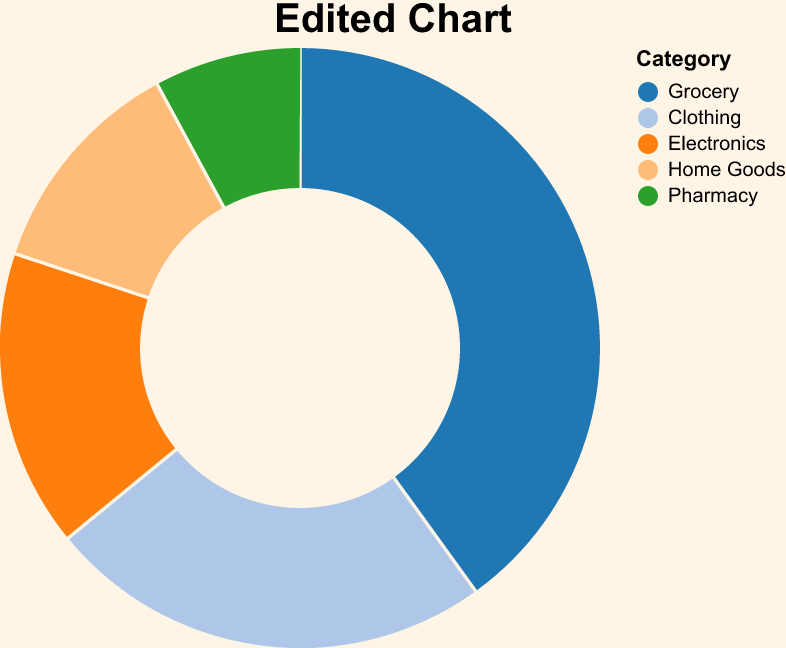 Edited Chart
Category
Grocery
Clothing
Electronics
Home Goods
Pharmacy